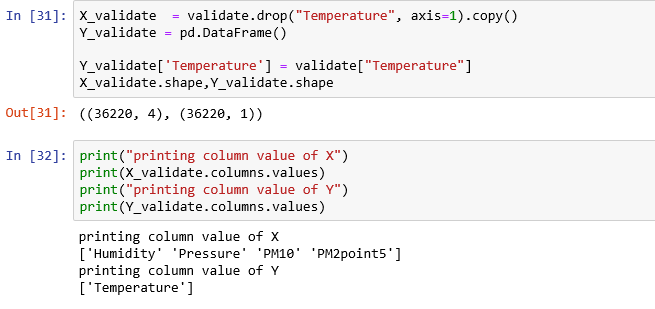 In [31]: X_validate  = validate.drop("Temperature", axis=1).copy()
Y_validate = pd.DataFrame()
Y_validate['Temperature'] = validate["Temperature"]
X_validate.shape,Y_validate.shape
Out[31]: ((36220, 4), (36220, 1))
In [32]: print("printing column value of X")
print(X_validate.columns.values)
print("printing column value of Y")
print(Y_validate.columns.values)
printing column value of X
['Humidity' 'Pressure' 'PM10' 'PM2point5']
printing column value of Y
['Temperature']